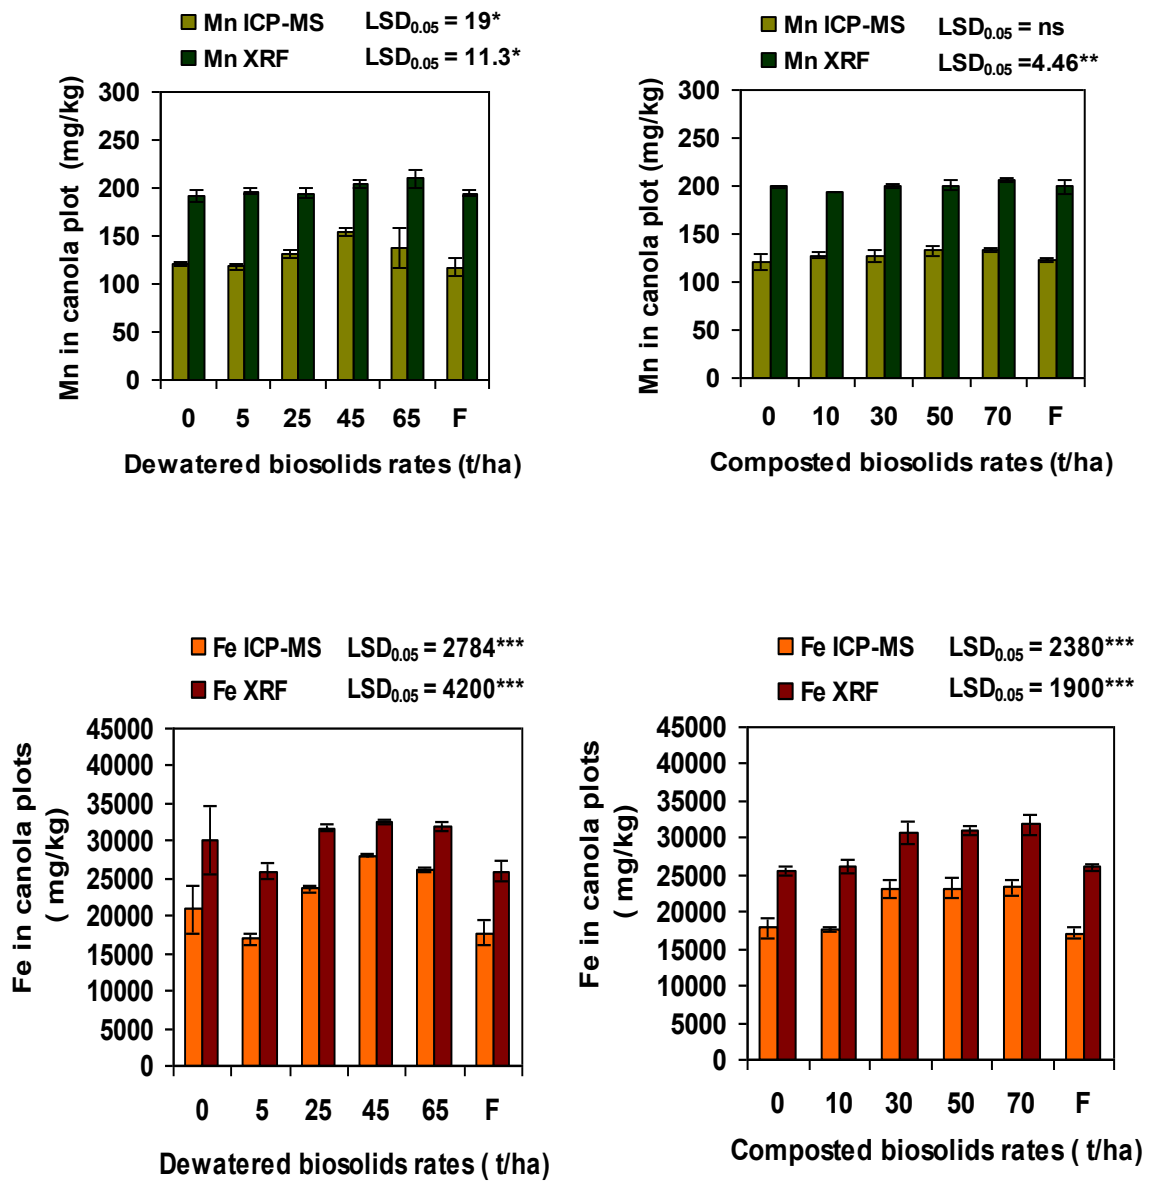 Mn ICP-MS LSD0.05 = 19*
Mn XRF LSD0.05 = 11.3*
300
250
200
150
100
50
0
Mn in canola plot (mg/kg)
0 5 25 45 65 F
Dewatered biosolids rates (t/ha)
Mn ICP-MS LSD0.05 = ns
Mn XRF LSD0.05 =4.46**
300
250
200
150
100
50
0
Mn in canola plot (mg/kg)
0 10 30 50 70 F
Composted biosolids rates (t/ha)
Fe ICP-MS LSD0.05 = 2784***
Fe XRF LSD0.05 = 4200***
45000
40000
35000
30000
25000
20000
15000
10000
5000
0
Fe in canola plots
( mg/kg)
0 5 25 45 65 F
Dewatered biosolids rates ( t/ha)
Fe ICP-MS LSD0.05 = 2380***
Fe XRF LSD0.05 = 1900***
45000
40000
35000
30000
25000
20000
15000
10000
5000
0
Fe in canola plots
( mg/kg)
0 10 30 50 70 F
Composted biosolids rates ( t/ha)